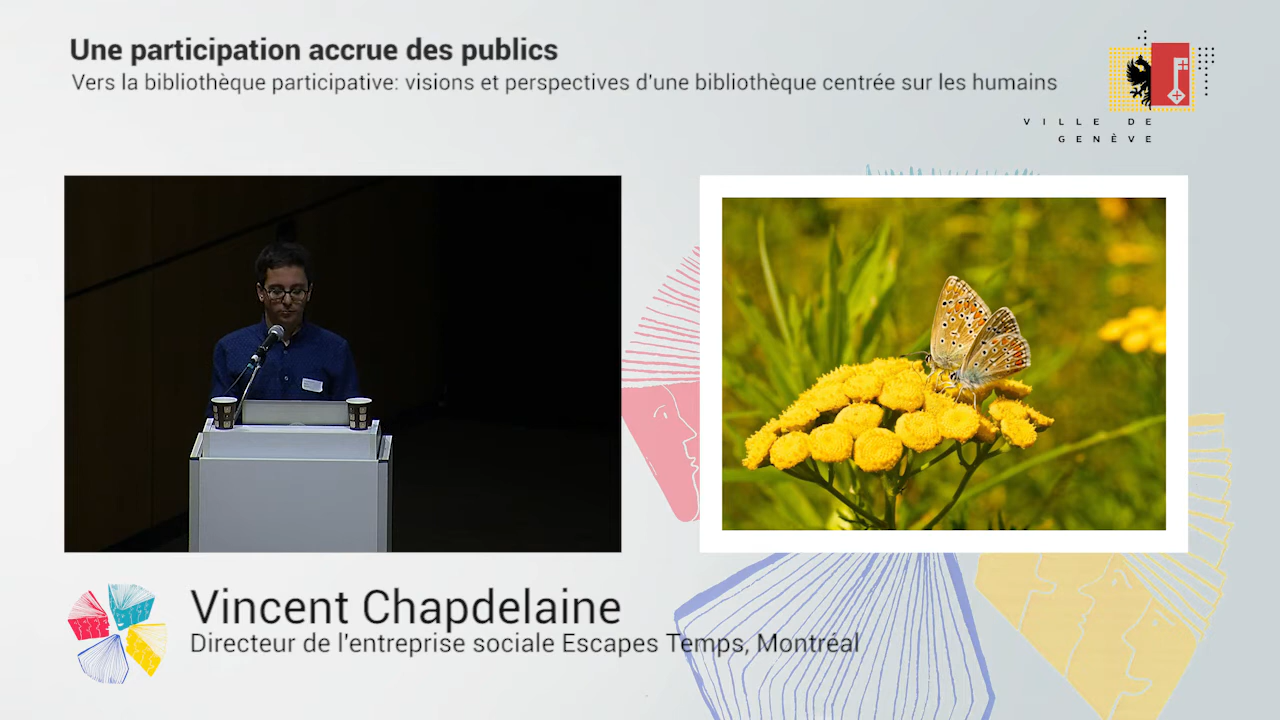 Une participation accrue des publics
Vers la bibliothèque participative: visions et perspectives d'une bibliothèque centrée sur les humains
VILLE DE
GENÈVE
Vincent Chapdelaine
Directeur de l'entreprise sociale Escapes Temps, Montréal